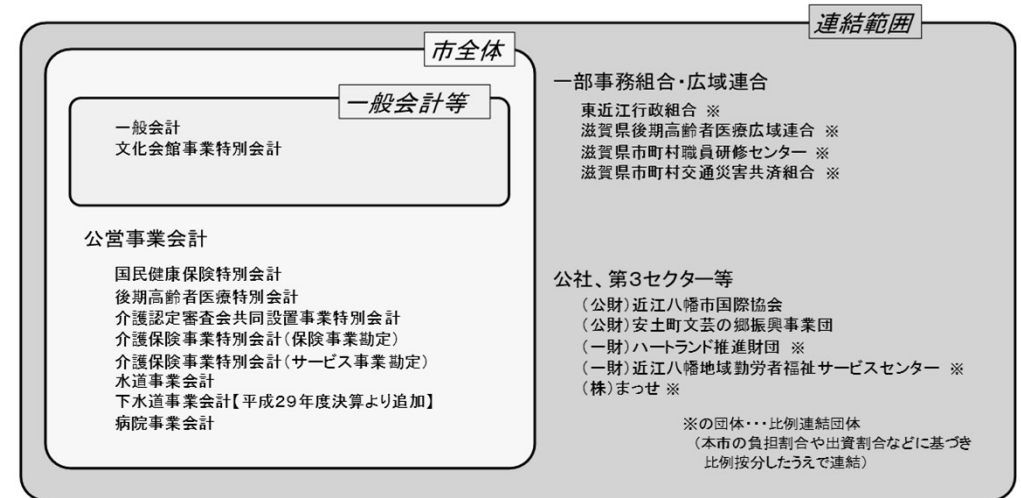 連結範囲
市全体
一般会計等
一般会計
文化会館事業特別会計
公営事業会計
国民健康保険特別会計
後期高齢者医療特別会計
介護認定審査会共同設置事業特別会計
介護保険事業特別会計(保険事業勘定)
介護保険事業特別会計(サービス事業勘定)
水道事業会計
下水道事業会計【平成29年度決算より追加】
病院事業会計
一部事務組合・広域連合
東近江行政組合 ※
滋賀県後期高齢者医療広域連合 ※
滋賀県市町村職員研修センター ※
滋賀県市町村交通災害共済組合 ※
公社、第3セクター等
(公財)近江八幡市国際協会
(公財)安土町文芸の郷振興事業団
(一財)ハートランド推進財団 ※
(一財)近江八幡地域勤労者福祉サービスセンター ※
(株)まっせ ※
※の団体・・・比例連結団体
(本市の負担割合や出資割合などに基づき
比例按分したうえで連結)